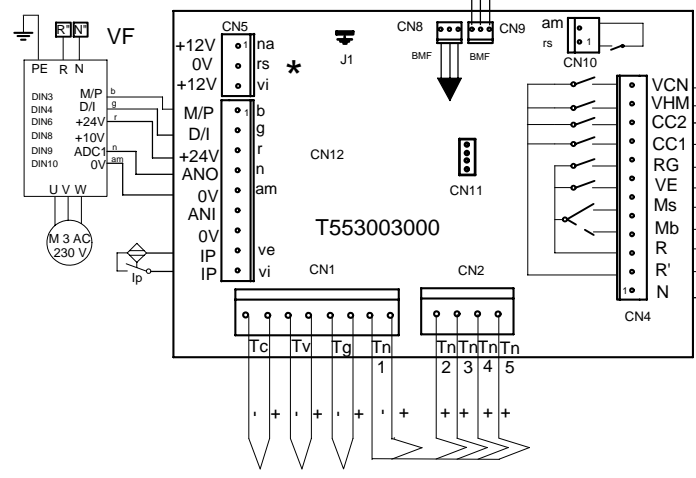 R" N" VF
PE R N
DIN3
DIN4
DIN6
DIN8
DIN9
DIN10
M/P b
D/I g
+24V r
+10V
ADC1 n
0V am
U V W
M 3 AC
230 V
Ip
CN5
+12V 1 na
0V rs
+12V vi
*
J1
M/P 1 b
D/I g
+24V r
ANO n
0V am
ANI
0V
IP ve
IP vi
CN12
CN8
BMF
CN9
BMF
am
rs 1
CN10
CN11
T553003000
VCN
VHM
CC2
CC1
RG
VE
Ms
Mb
R
R'
1 N
CN4
CN1
CN2
Tc Tv Tg Tn
1
Tn Tn Tn Tn
2 3 4 5
- + - + - + - + + + + +